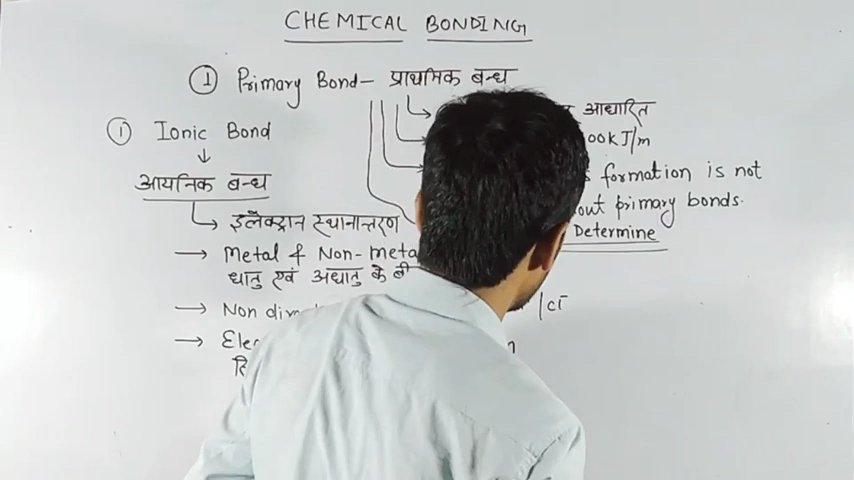 CHEMICAL BONDING
① Primary Bond - प्राथमिक बन्ध
आधारित
① Ionic Bond
00KJ/m
↓
formation is not
आयनिक बन्ध
out primary bonds.
इलैक्ट्रान स्थानान्तरण
Determine
→ Metal & Non-Meta
धातु एवं अधातु के बी
→ Non di
/Cl⁻
→ Ele